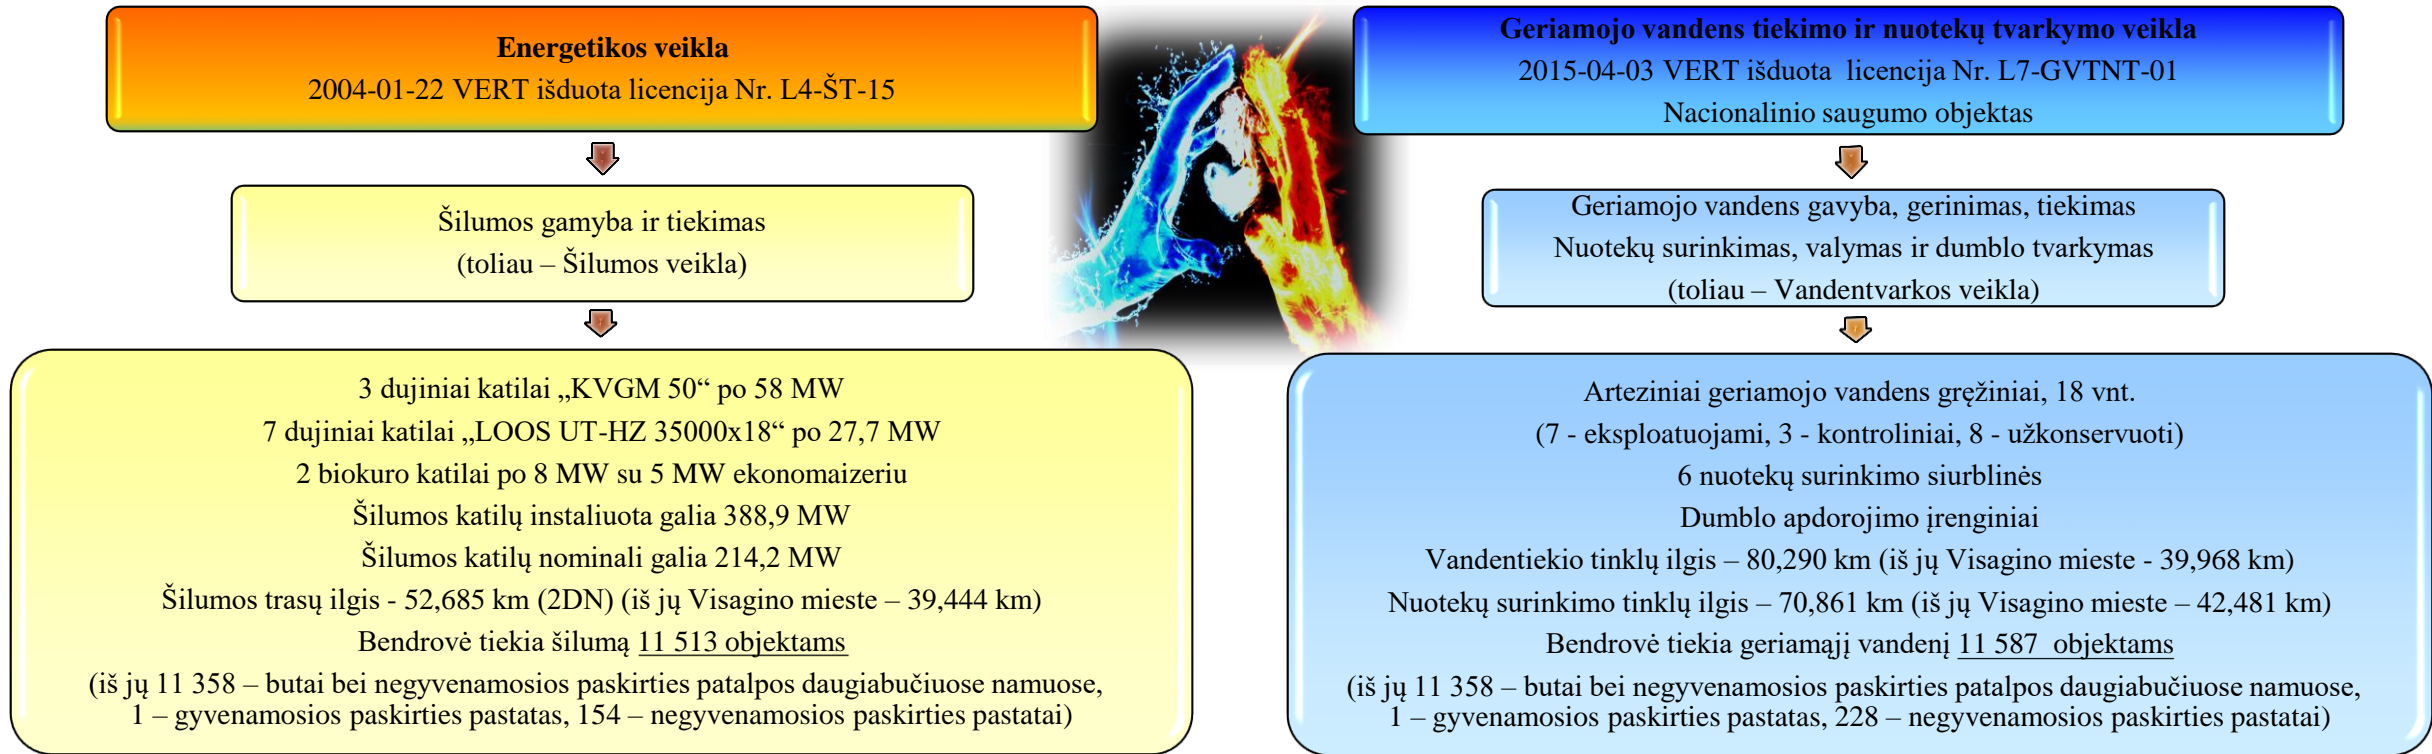 Energetikos veikla
2004-01-22 VERT išduota licencija Nr. L4-ŠT-15
Šilumos gamyba ir tiekimas
(toliau – Šilumos veikla)
3 dujiniai katilai „KVGM 50“ po 58 MW
7 dujiniai katilai „LOOS UT-HZ 35000x18“ po 27,7 MW
2 biokuro katilai po 8 MW su 5 MW ekonomaizeriu
Šilumos katilų instaliuota galia 388,9 MW
Šilumos katilų nominali galia 214,2 MW
Šilumos trasų ilgis - 52,685 km (2DN) (iš jų Visagino mieste – 39,444 km)
Bendrovė tiekia šilumą 11 513 objektams
(iš jų 11 358 – butai bei negyvenamosios paskirties patalpos daugiabučiuose namuose,
1 – gyvenamosios paskirties pastatas, 154 – negyvenamosios paskirties pastatai)
Geriamojo vandens tiekimo ir nuotekų tvarkymo veikla
2015-04-03 VERT išduota licencija Nr. L7-GVTNT-01
Nacionalinio saugumo objektas
Geriamojo vandens gavyba, gerinimas, tiekimas
Nuotekų surinkimas, valymas ir dumblo tvarkymas
(toliau – Vandentvarkos veikla)
Arteziniai geriamojo vandens gręžiniai, 18 vnt.
(7 - eksploatuojami, 3 - kontroliniai, 8 - užkonservuoti)
6 nuotekų surinkimo siurblinės
Dumblo apdorojimo įrenginiai
Vandentiekio tinklų ilgis – 80,290 km (iš jų Visagino mieste - 39,968 km)
Nuotekų surinkimo tinklų ilgis – 70,861 km (iš jų Visagino mieste – 42,481 km)
Bendrovė tiekia geriamąjį vandenį 11 587 objektams
(iš jų 11 358 – butai bei negyvenamosios paskirties patalpos daugiabučiuose namuose,
1 – gyvenamosios paskirties pastatas, 228 – negyvenamosios paskirties pastatai)